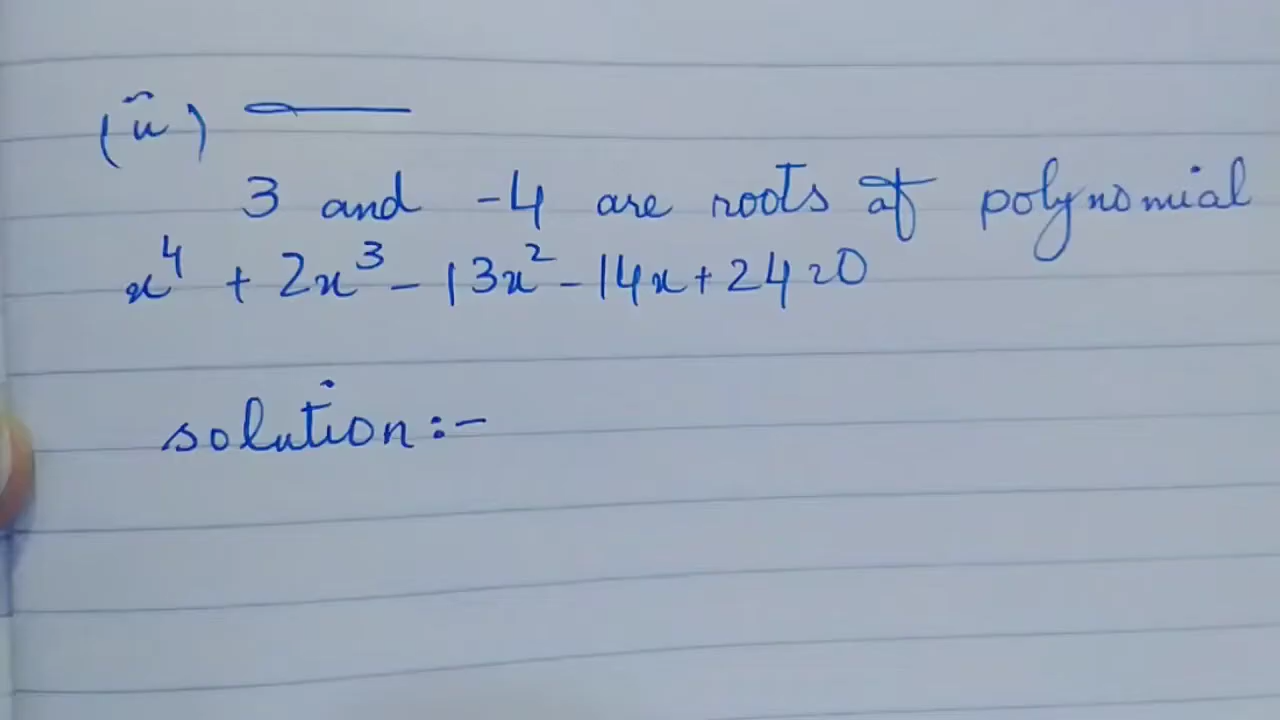 (ii)
3 and -4 are roots of polynomial
x⁴ + 2x³ - 13x² - 14x + 24 = 0
solution :-